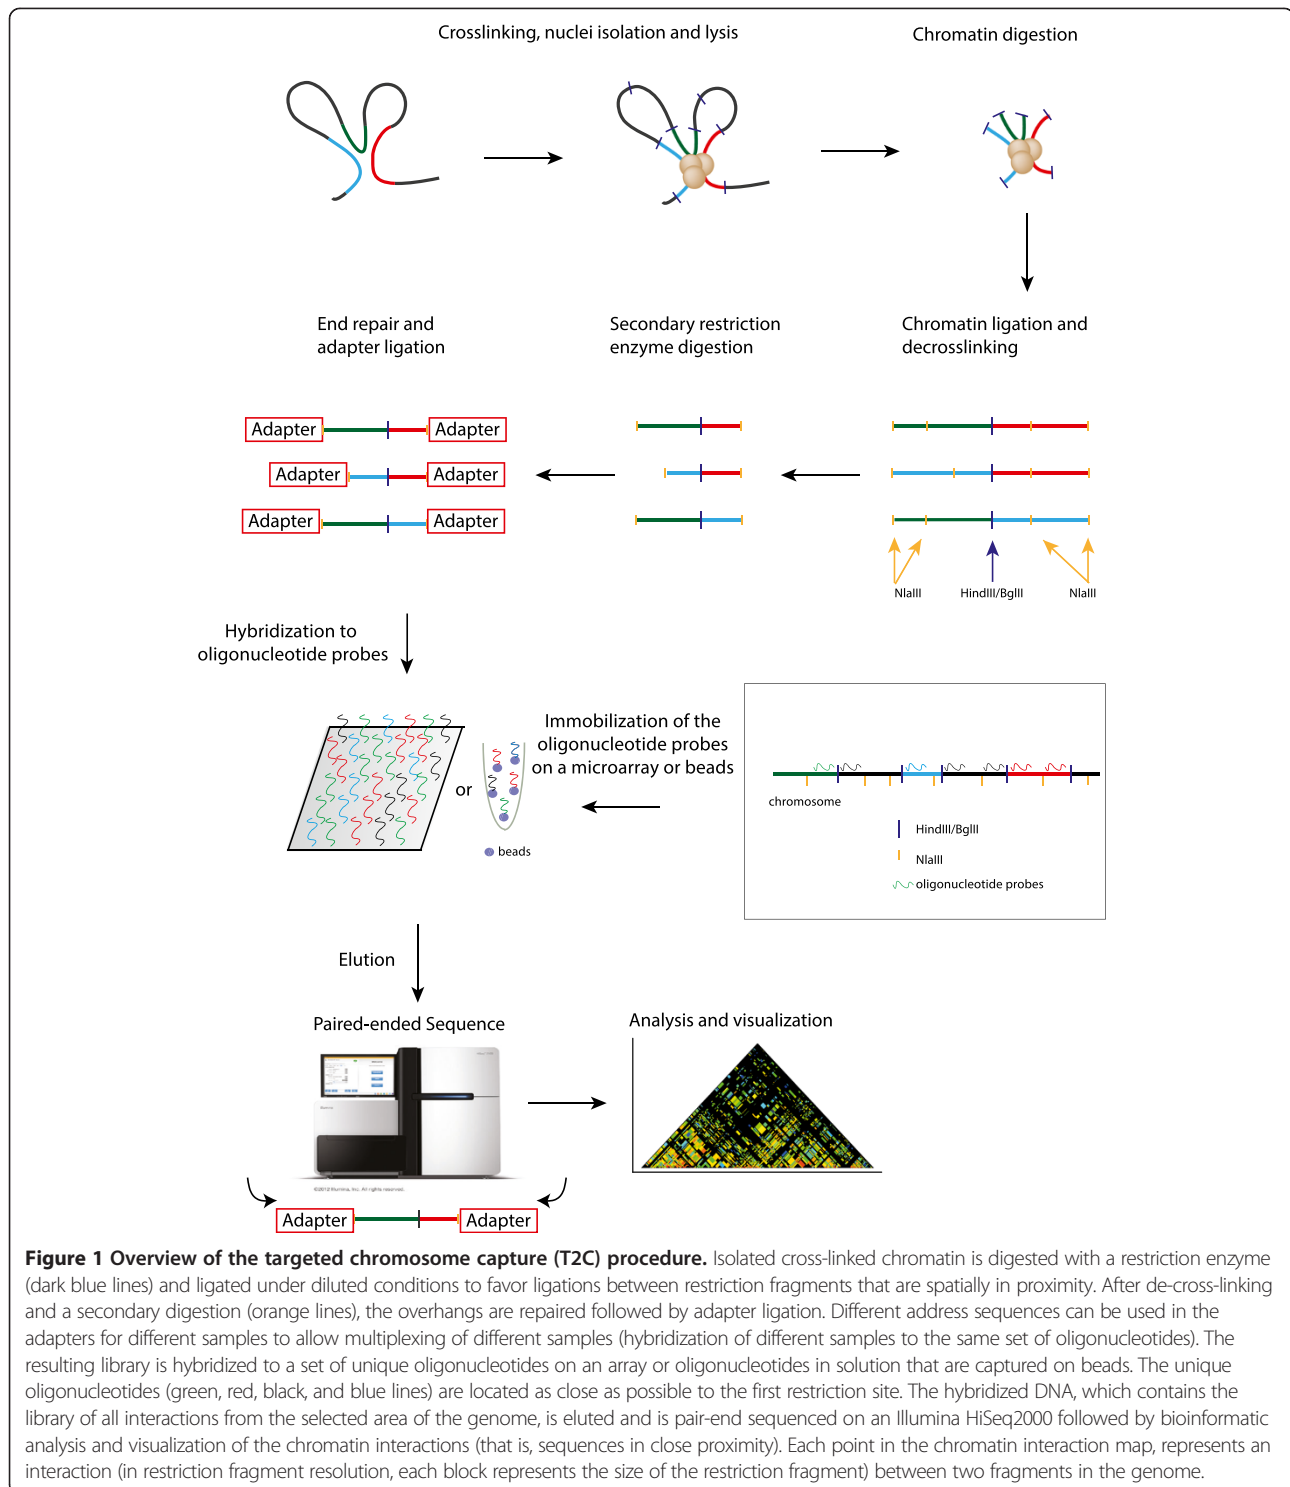 Crosslinking, nuclei isolation and lysis
Chromatin digestion
End repair and
adapter ligation
Secondary restriction
enzyme digestion
Chromatin ligation and
decrosslinking
Adapter
Adapter
Adapter
Adapter
Adapter
Adapter
NlaIII
HindIII/BglII
NlaIII
Hybridization to
oligonucleotide probes
Immobilization of the
oligonucleotide probes
on a microarray or beads
or
beads
chromosome
HindIII/BglII
NlaIII
oligonucleotide probes
Elution
Paired-ended Sequence
Analysis and visualization
©2012 Illumina, Inc. All rights reserved.
Adapter
Adapter
Figure 1 Overview of the targeted chromosome capture (T2C) procedure. Isolated cross-linked chromatin is digested with a restriction enzyme
(dark blue lines) and ligated under diluted conditions to favor ligations between restriction fragments that are spatially in proximity. After de-cross-linking
and a secondary digestion (orange lines), the overhangs are repaired followed by adapter ligation. Different address sequences can be used in the
adapters for different samples to allow multiplexing of different samples (hybridization of different samples to the same set of oligonucleotides). The
resulting library is hybridized to a set of unique oligonucleotides on an array or oligonucleotides in solution that are captured on beads. The unique
oligonucleotides (green, red, black, and blue lines) are located as close as possible to the first restriction site. The hybridized DNA, which contains the
library of all interactions from the selected area of the genome, is eluted and is pair-end sequenced on an Illumina HiSeq2000 followed by bioinformatic
analysis and visualization of the chromatin interactions (that is, sequences in close proximity). Each point in the chromatin interaction map, represents an
interaction (in restriction fragment resolution, each block represents the size of the restriction fragment) between two fragments in the genome.